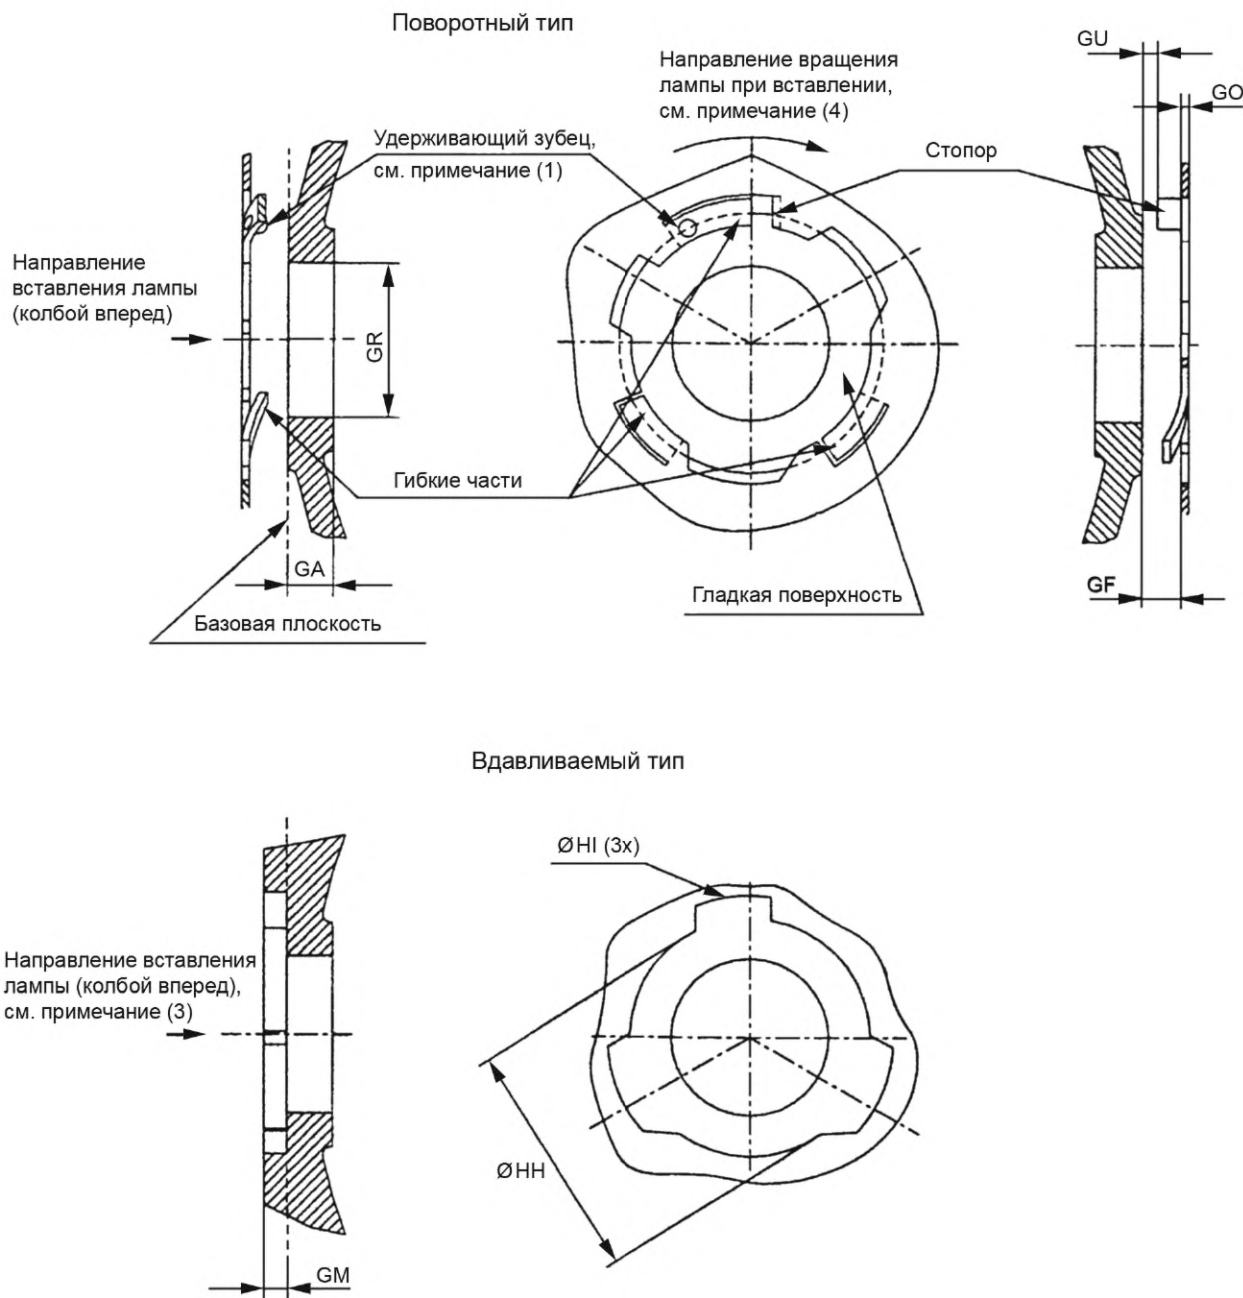 Поворотный тип
GU
Направление вращения
лампы при вставлении,
см. примечание (4)
GO
Удерживающий зубец,
см. примечание (1)
Стопор
Направление
вставления лампы
(колбой вперед)
GR
Гибкие части
GA
GF
Гладкая поверхность
Базовая плоскость
Вдавливаемый тип
ØHI (3x)
Направление вставления
лампы (колбой вперед),
см. примечание (3)
ØHH
GM